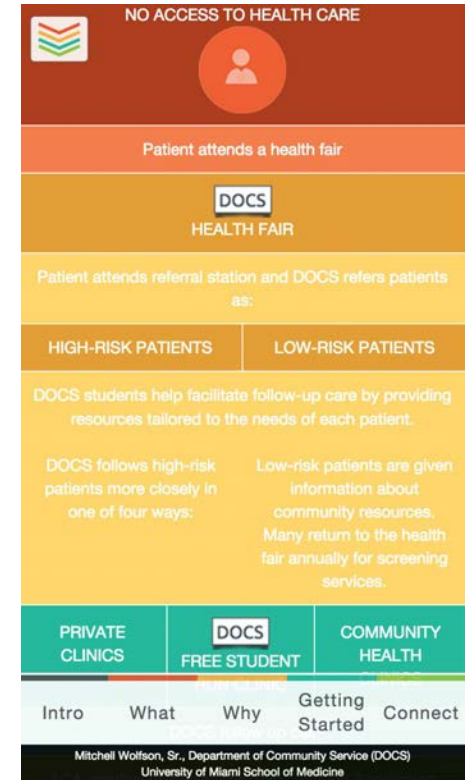 NO ACCESS TO HEALTH CARE
Patient attends a health fair
DOCS
HEALTH FAIR
Patient attends referral station and DOCS refers patients
as:
HIGH-RISK PATIENTS
LOW-RISK PATIENTS
DOCS students help facilitate follow-up care by providing
resources tailored to the needs of each patient.
DOCS follows high-risk
patients more closely in
one of four ways:
Low-risk patients are given
information about
community resources.
Many return to the health
fair annually for screening
services.
PRIVATE
CLINICS
DOCS
FREE STUDENT
RUN CLINIC
COMMUNITY
HEALTH
CLINICS
Intro
What
Why
Getting
Started
Connect
Mitchell Wolfson, Sr., Department of Community Service (DOCS)
University of Miami School of Medicine